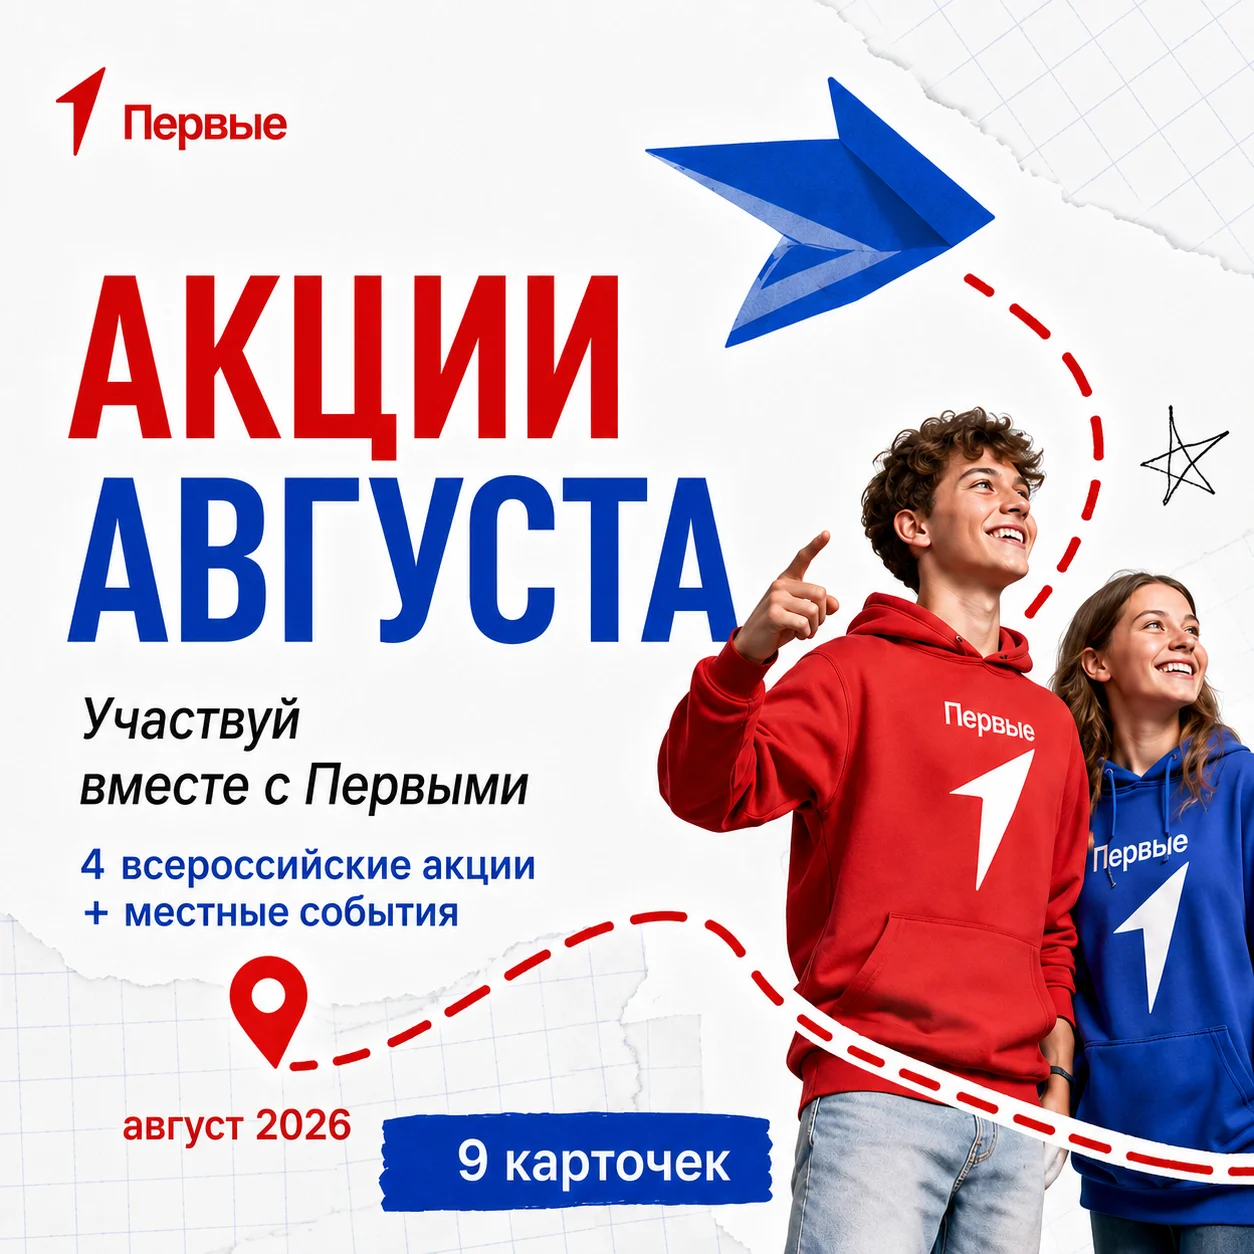 Первые
АКЦИИ
АВГУСТА
Участвуй
вместе с Первыми
4 всероссийские акции
+ местные события
Первые
Первые
август 2026
9 карточек